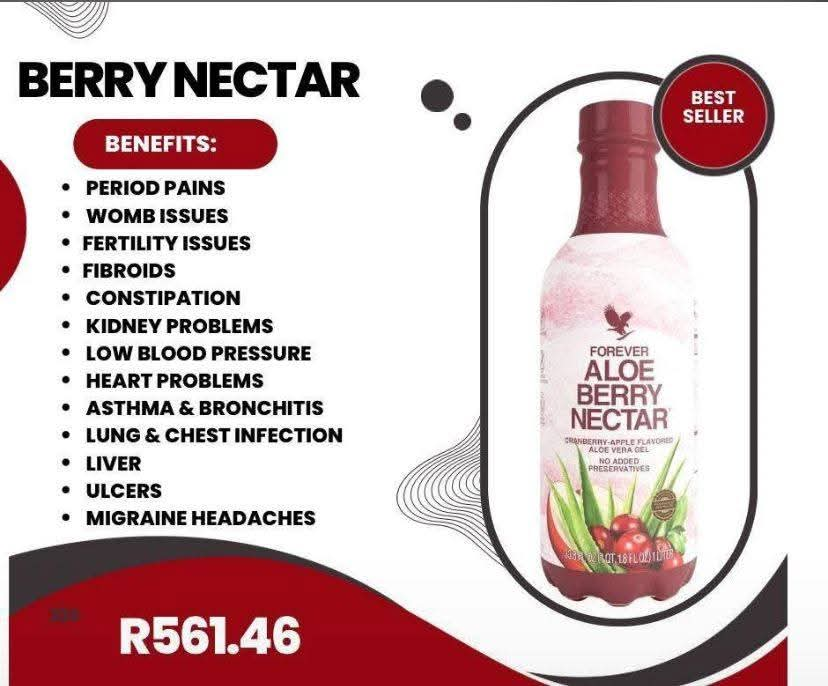 BERRY NECTAR
BEST
SELLER
BENEFITS:
• PERIOD PAINS
• WOMB ISSUES
• FERTILITY ISSUES
• FIBROIDS
• CONSTIPATION
• KIDNEY PROBLEMS
• LOW BLOOD PRESSURE
• HEART PROBLEMS
• ASTHMA & BRONCHITIS
• LUNG & CHEST INFECTION
• LIVER
• ULCERS
• MIGRAINE HEADACHES
FOREVER
ALOE
BERRY
NECTAR
CRANBERRY-APPLE FLAVORED
ALOE VERA GEL
NO ADDED
PRESERVATIVES
1 LITER
R561.46